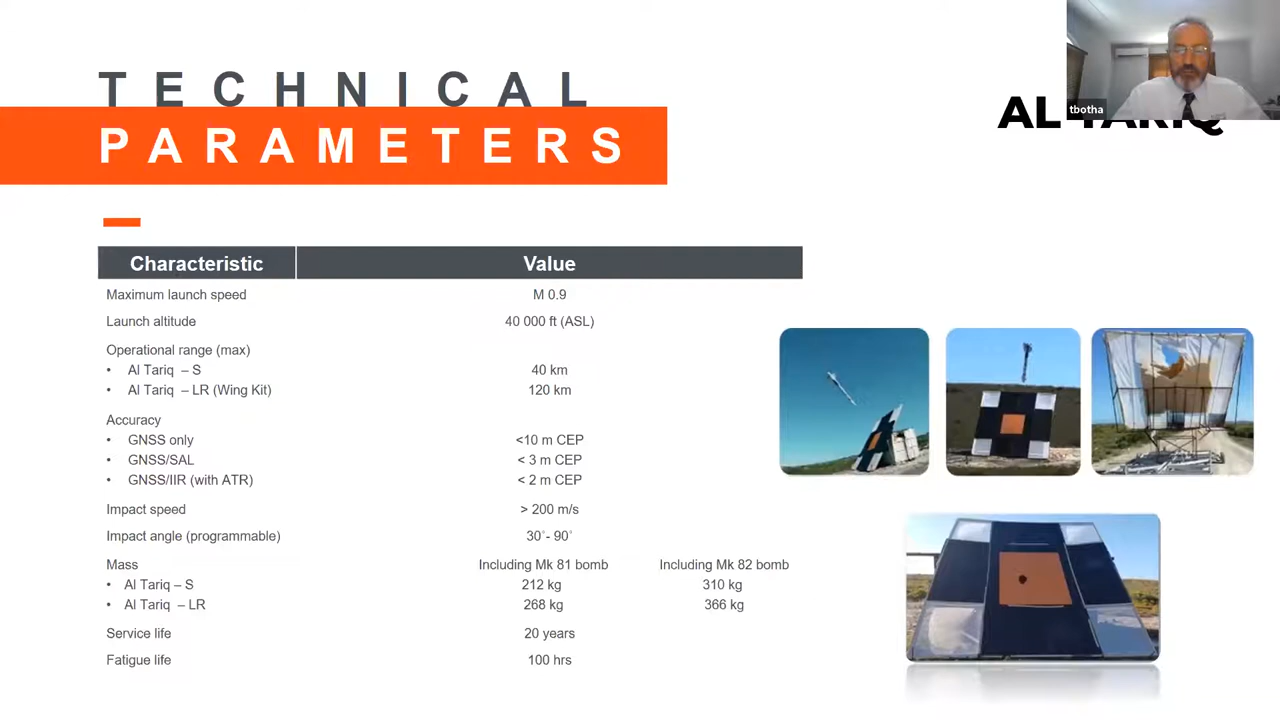 TECHNICAL
PARAMETERS
AL TARIQ
tbotha
Characteristic Value
Maximum launch speed M 0.9
Launch altitude 40 000 ft (ASL)
Operational range (max)
• Al Tariq – S 40 km
• Al Tariq – LR (Wing Kit) 120 km
Accuracy
• GNSS only <10 m CEP
• GNSS/SAL < 3 m CEP
• GNSS/IIR (with ATR) < 2 m CEP
Impact speed > 200 m/s
Impact angle (programmable) 30˚- 90˚
Mass Including Mk 81 bomb Including Mk 82 bomb
• Al Tariq – S 212 kg 310 kg
• Al Tariq – LR 268 kg 366 kg
Service life 20 years
Fatigue life 100 hrs